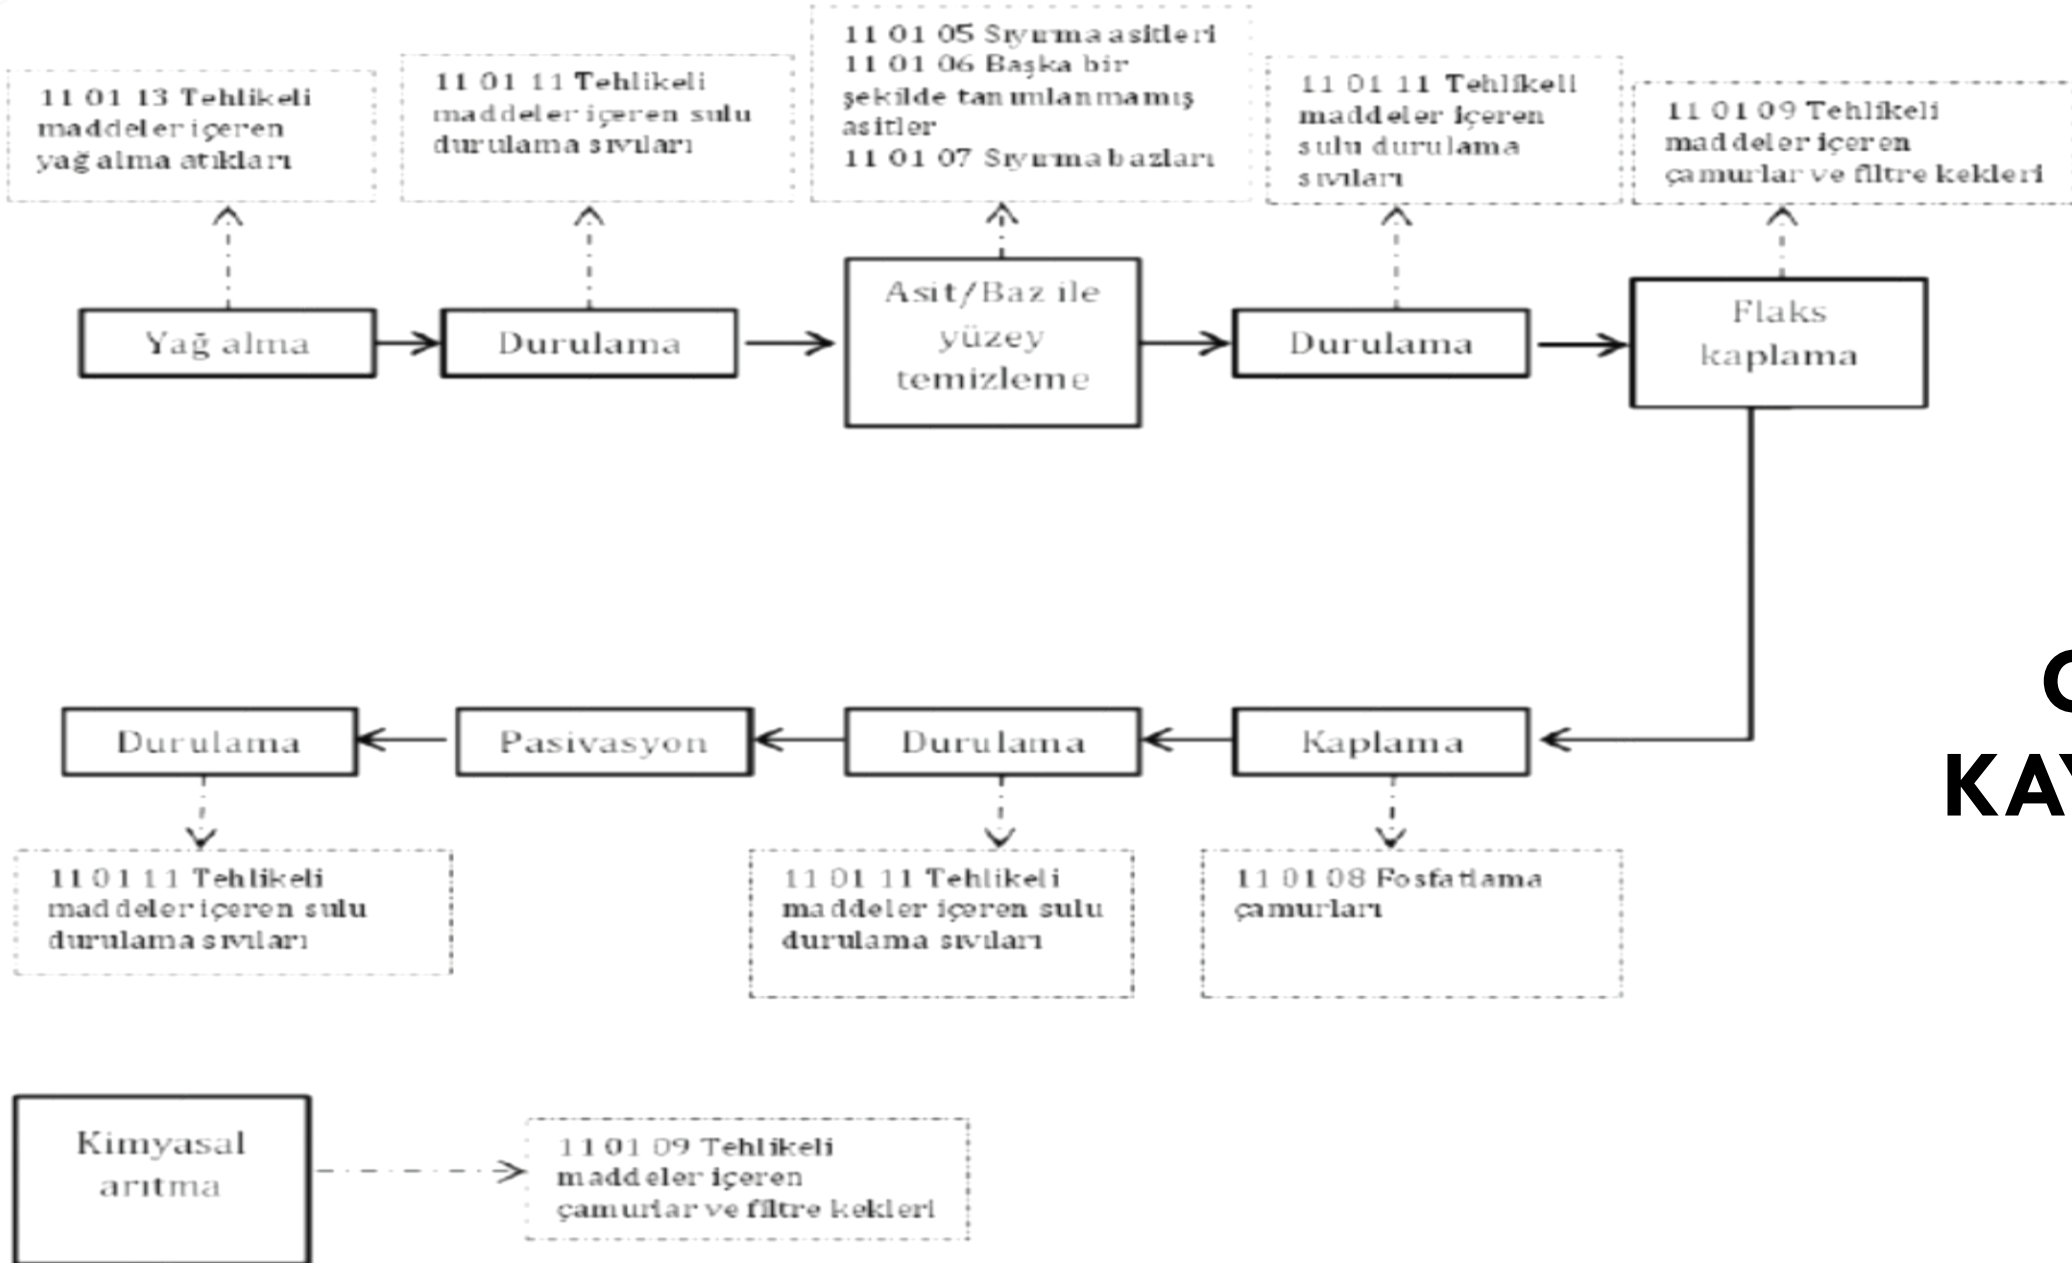 11 01 13 Tehlikeli
maddeler içeren
yağ alma atıkları
11 01 11 Tehlikeli
maddeler içeren sulu
durulama sıvıları
11 01 05 Sıyırma asitleri
11 01 06 Başka bir
şekilde tanımlanmamış
asitler
11 01 07 Sıyırma bazları
11 01 11 Tehlikeli
maddeler içeren
sulu durulama
sıvıları
11 01 09 Tehlikeli
maddeler içeren
çamurlar ve filtre kekleri
Yağ alma
Durulama
Asit/Baz ile
yüzey
temizleme
Durulama
Flaks
kaplama
Durulama
Pasivasyon
Durulama
Kaplama
11 01 11 Tehlikeli
maddeler içeren sulu
durulama sıvıları
11 01 11 Tehlikeli
maddeler içeren sulu
durulama sıvıları
11 01 08 Fosfatlama
çamurları
Kimyasal
arıtma
11 01 09 Tehlikeli
maddeler içeren
çamurlar ve filtre kekleri